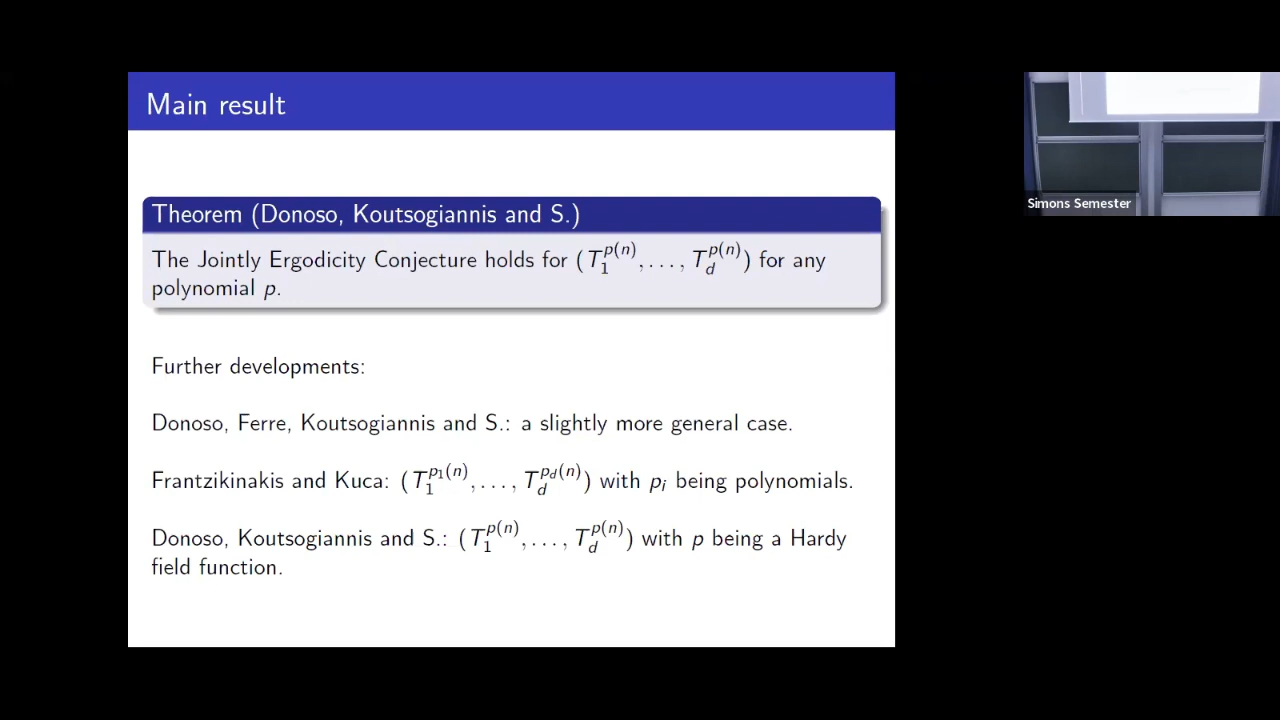 Main result
Theorem (Donoso, Koutsogiannis and S.)
The Jointly Ergodicity Conjecture holds for (T_1^{p(n)}, . . . , T_d^{p(n)}) for any
polynomial p.
Further developments:
Donoso, Ferre, Koutsogiannis and S.: a slightly more general case.
Frantzikinakis and Kuca: (T_1^{p_1(n)}, . . . , T_d^{p_d(n)}) with p_i being polynomials.
Donoso, Koutsogiannis and S.: (T_1^{p(n)}, . . . , T_d^{p(n)}) with p being a Hardy
field function.
Simons Semester